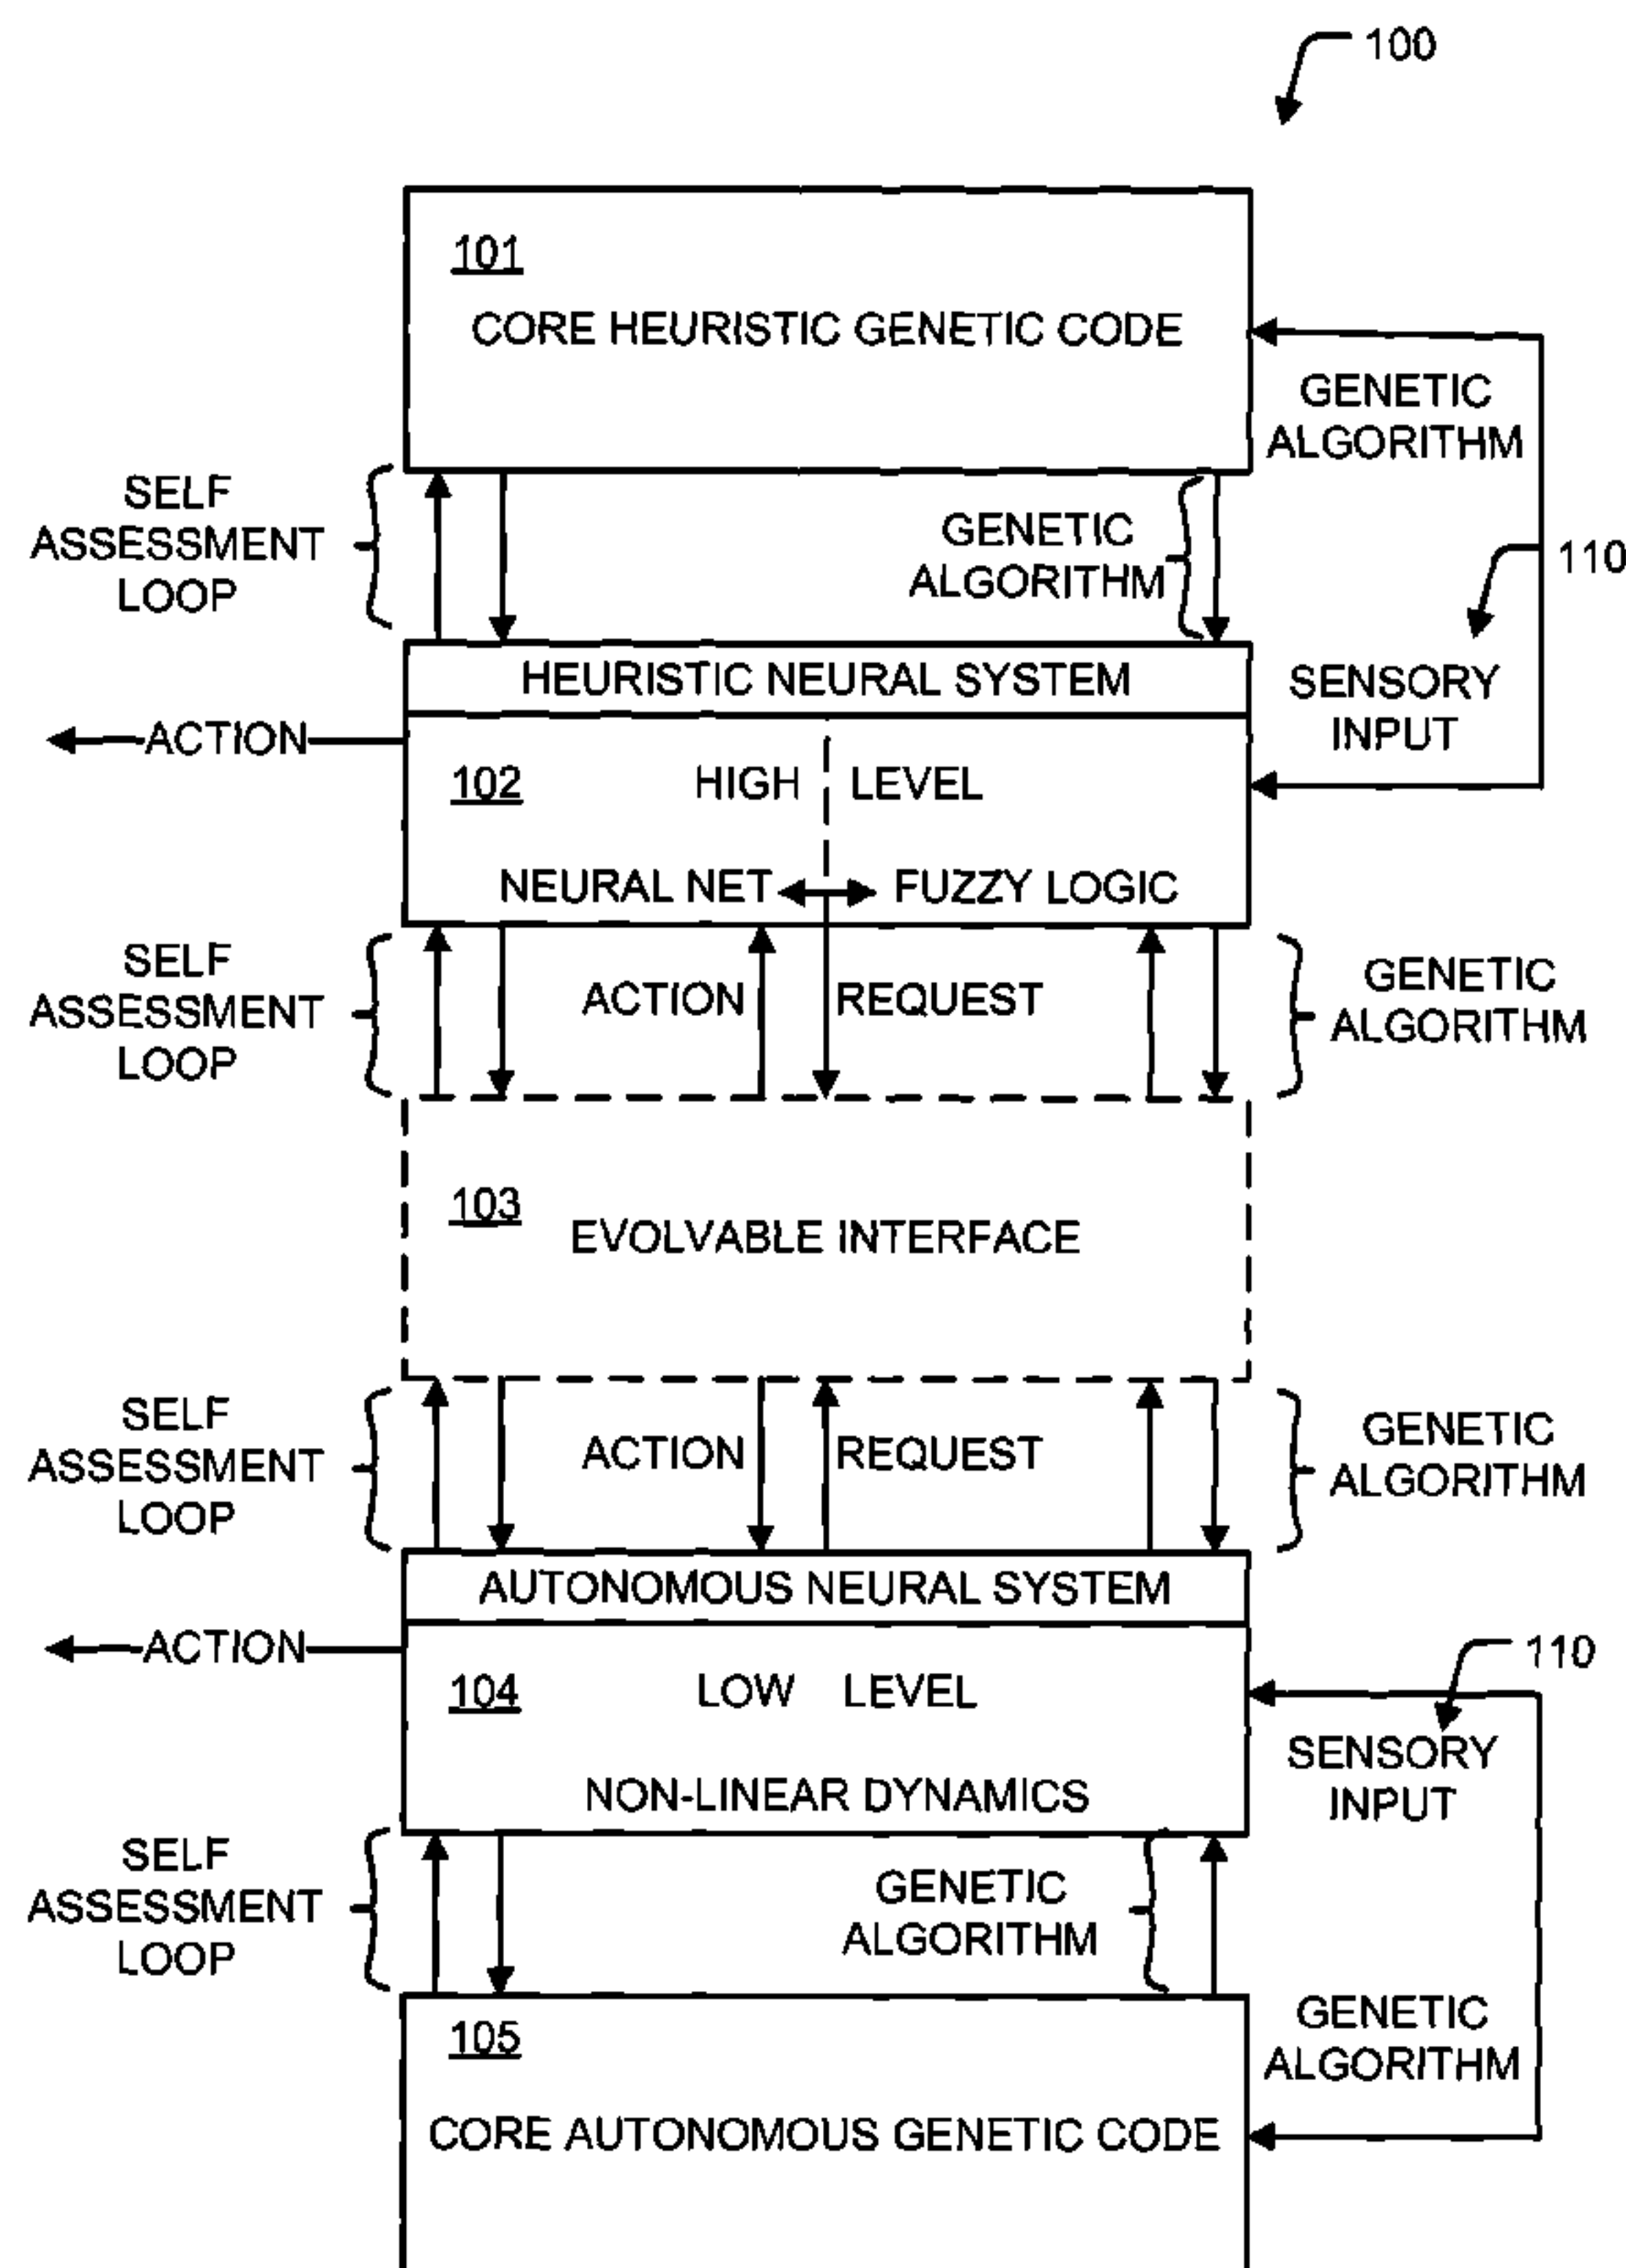 100
101
CORE HEURISTIC GENETIC CODE
GENETIC
ALGORITHM
SELF
ASSESSMENT
LOOP
GENETIC
ALGORITHM
110
HEURISTIC NEURAL SYSTEM
SENSORY
INPUT
ACTION
102
HIGH LEVEL
NEURAL NET FUZZY LOGIC
SELF
ASSESSMENT
LOOP
ACTION REQUEST
GENETIC
ALGORITHM
103
EVOLVABLE INTERFACE
SELF
ASSESSMENT
LOOP
ACTION REQUEST
GENETIC
ALGORITHM
AUTONOMOUS NEURAL SYSTEM
ACTION
104
LOW LEVEL
110
SENSORY
INPUT
NON-LINEAR DYNAMICS
SELF
ASSESSMENT
LOOP
GENETIC
ALGORITHM
GENETIC
ALGORITHM
105
CORE AUTONOMOUS GENETIC CODE